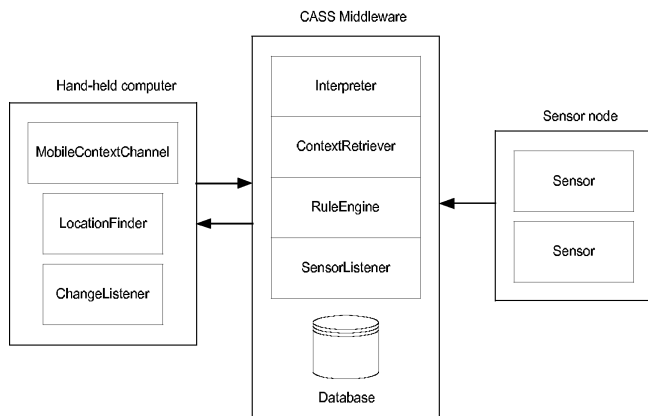 CASS Middleware
Hand-held computer
MobileContextChannel
LocationFinder
ChangeListener
Interpreter
ContextRetriever
RuleEngine
SensorListener
Database
Sensor node
Sensor
Sensor